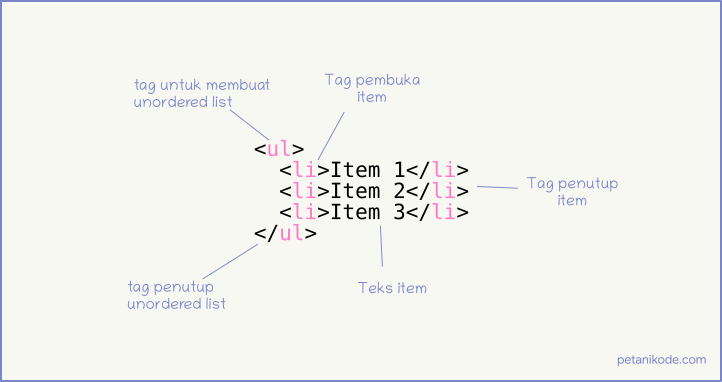 tag untuk membuat
unordered list
Tag pembuka
item
<ul>
<li>Item 1</li>
<li>Item 2</li>
<li>Item 3</li>
</ul>
Tag penutup
item
tag penutup
unordered list
Teks item
petanikode.com